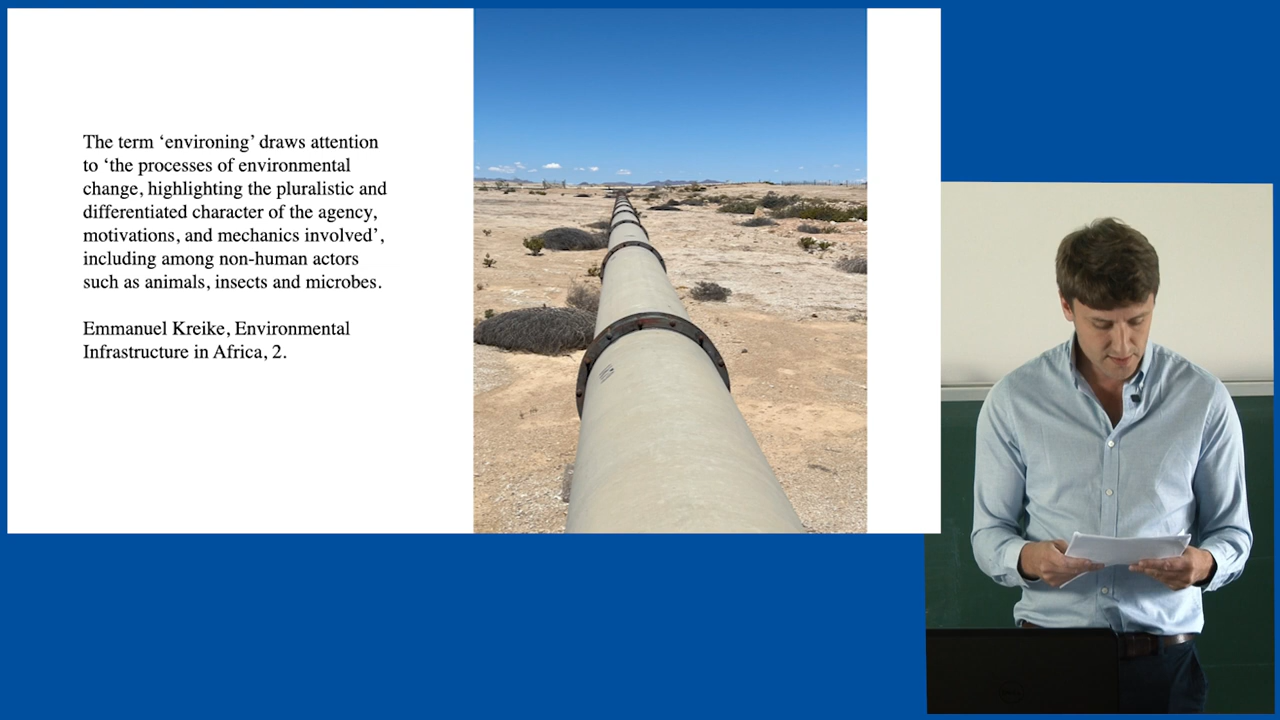 The term ‘environing’ draws attention
to ‘the processes of environmental
change, highlighting the pluralistic and
differentiated character of the agency,
motivations, and mechanics involved’,
including among non-human actors
such as animals, insects and microbes.
Emmanuel Kreike, Environmental
Infrastructure in Africa, 2.